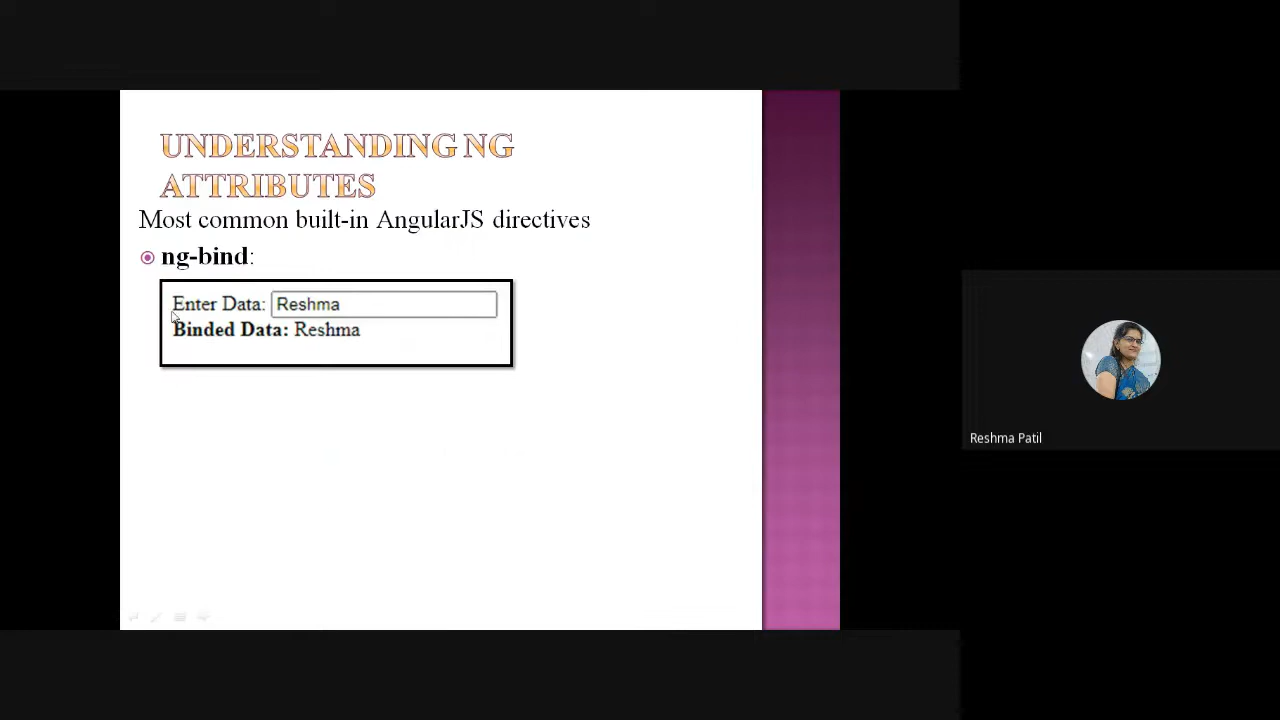 UNDERSTANDING NG
ATTRIBUTES
Most common built-in AngularJS directives
ng-bind:
Enter Data: Reshma
Binded Data: Reshma
Reshma Patil